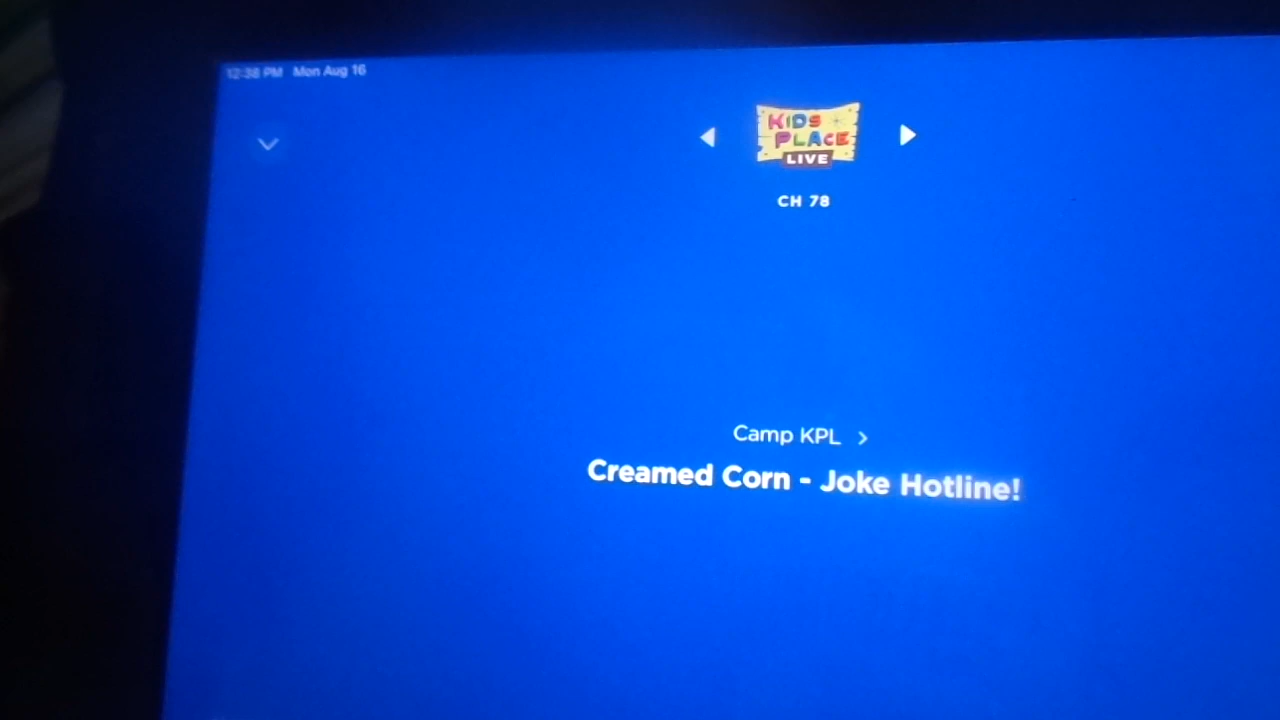 12:38 PM Mon Aug 16
KIDS
PLACE
LIVE
CH 78
Camp KPL >
Creamed Corn - Joke Hotline!